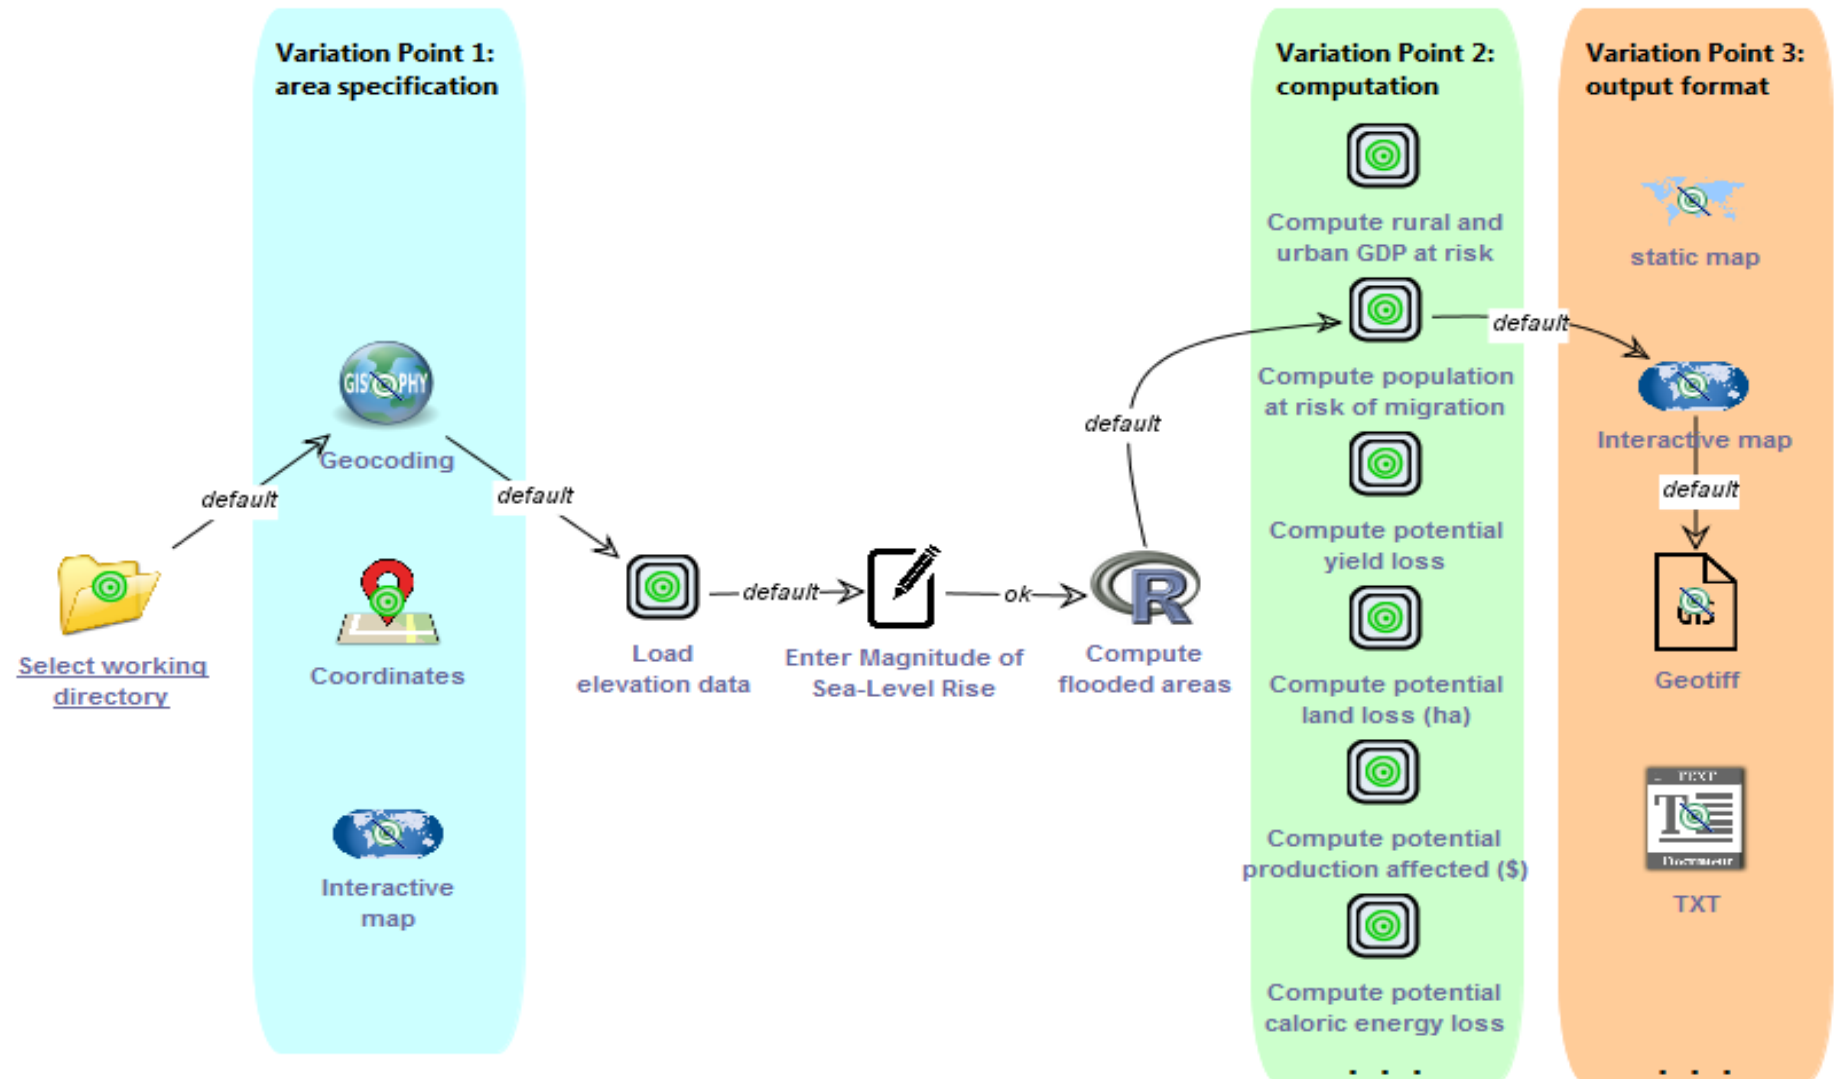 Variation Point 1:
area specification
Variation Point 2:
computation
Variation Point 3:
output format
Select working
directory
default
GIS PHY
Geocoding
Coordinates
Interactive
map
default
Load
elevation data
default
Enter Magnitude of
Sea-Level Rise
ok
R
Compute
flooded areas
default
Compute rural and
urban GDP at risk
Compute population
at risk of migration
Compute potential
yield loss
Compute potential
land loss (ha)
Compute potential
production affected ($)
Compute potential
caloric energy loss
. . .
default
static map
Interactive map
default
GIS
Geotiff
TEXT
T
Document
TXT
. . .